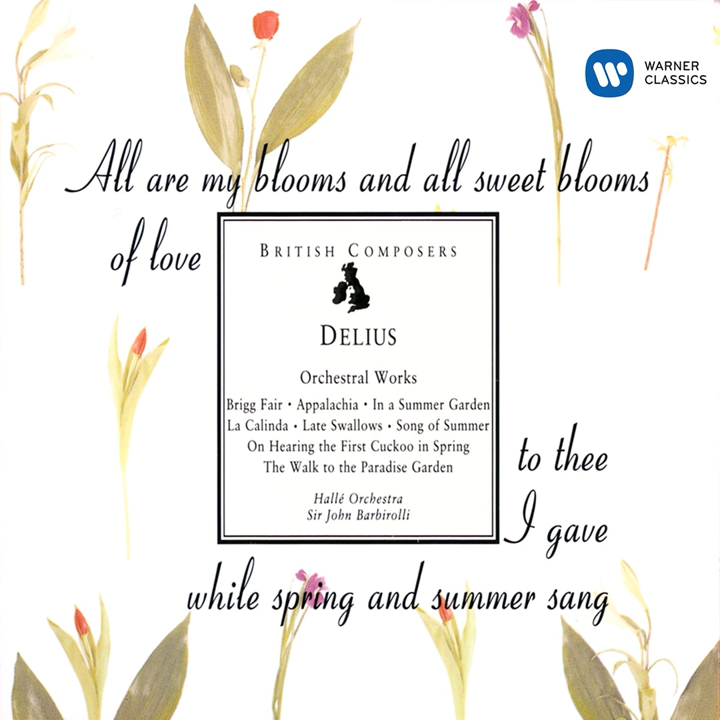 WARNER
CLASSICS
All are my blooms and all sweet blooms
of love
BRITISH COMPOSERS
DELIUS
Orchestral Works
Brigg Fair • Appalachia • In a Summer Garden
La Calinda • Late Swallows • Song of Summer
On Hearing the First Cuckoo in Spring
The Walk to the Paradise Garden
Hallé Orchestra
Sir John Barbirolli
to thee
I gave
while spring and summer sang